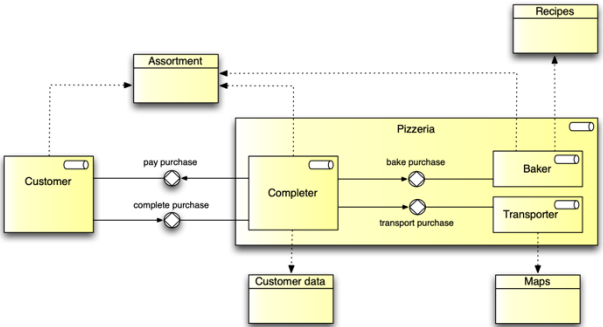 Recipes
Assortment
Pizzeria
pay purchase
bake purchase
Customer
Completer
Baker
complete purchase
transport purchase
Transporter
Customer data
Maps